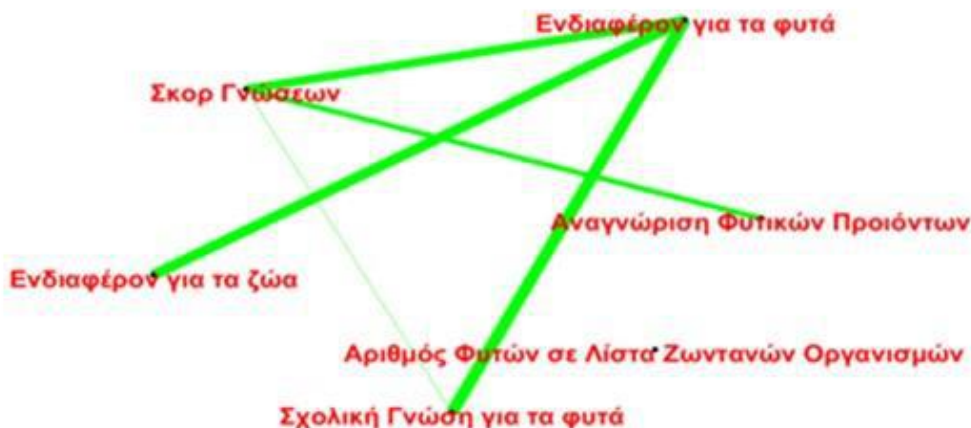 Ενδιαφέρον για τα φυτά
Σκορ Γνώσεων
Αναγνώριση Φυτικών Προιόντων
Ενδιαφέρον για τα ζώα
Αριθμός Φυτών σε Λίστα Ζωντανών Οργανισμών
Σχολική Γνώση για τα φυτά